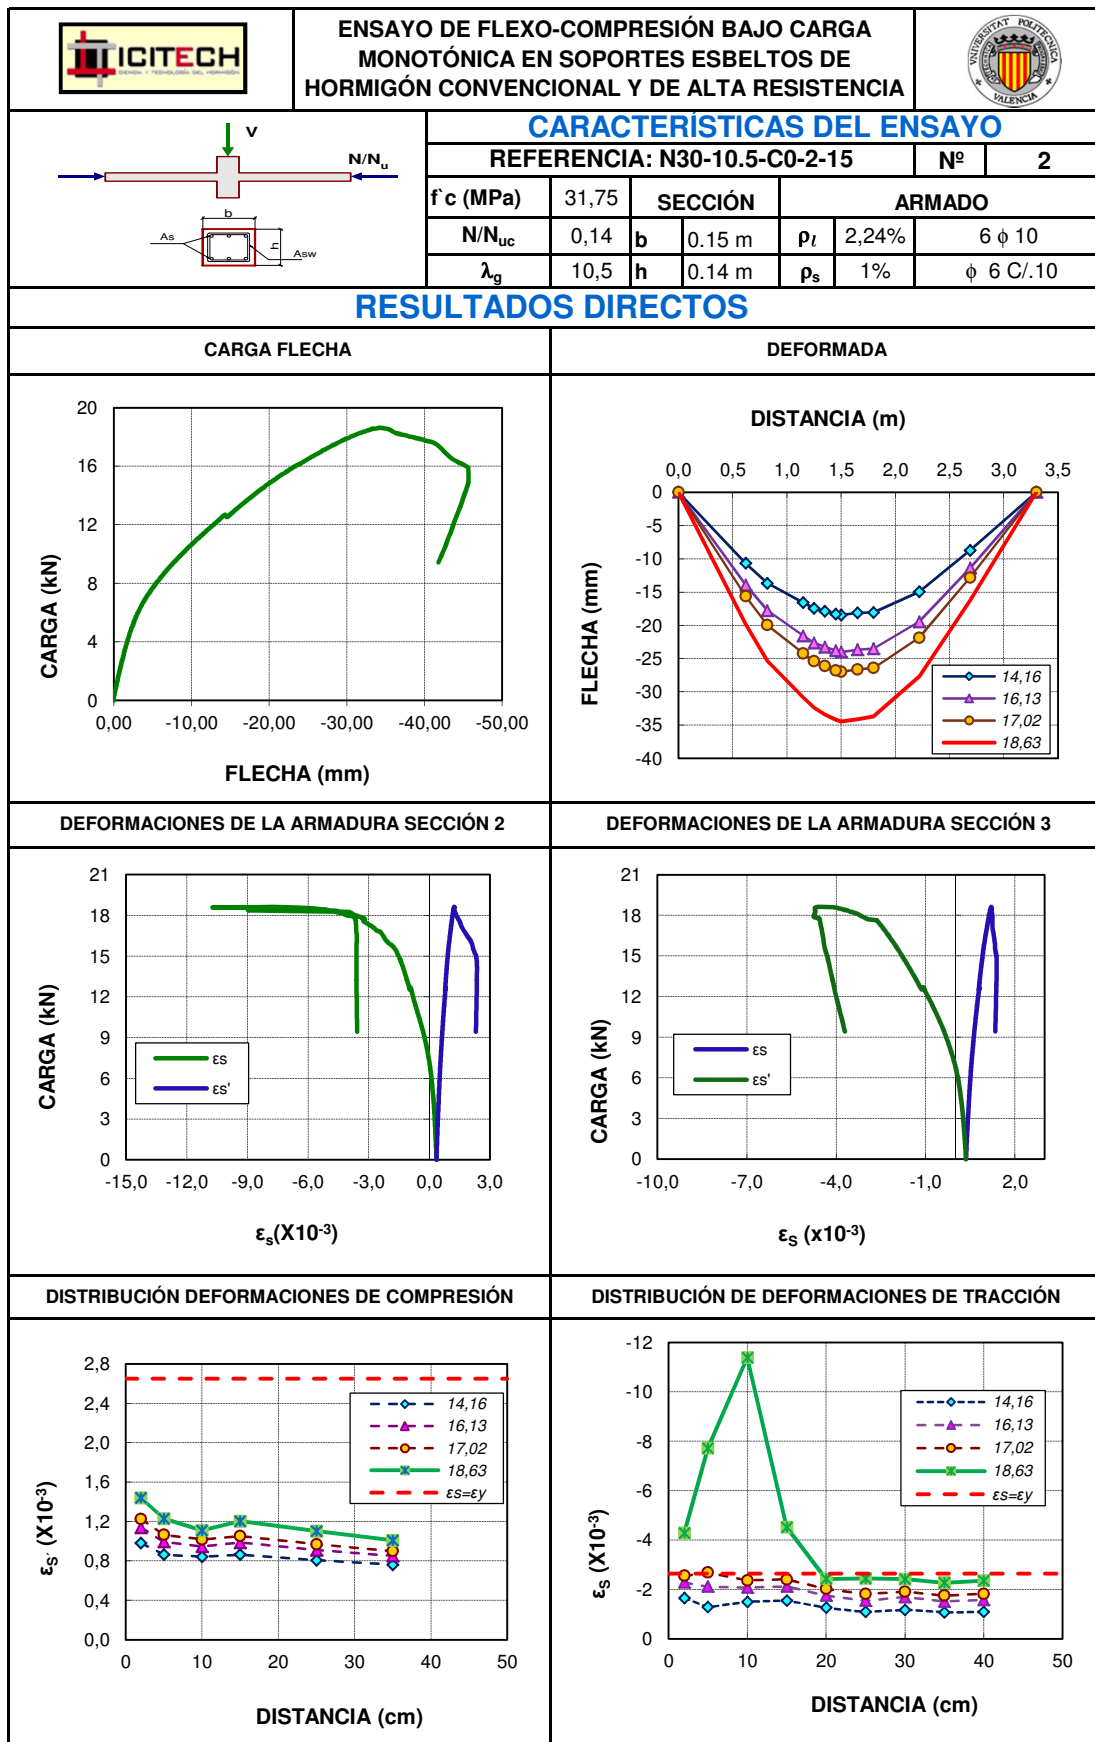 ICITECH
CIENCIA Y TECNOLOGÍA DEL HORMIGÓN
ENSAYO DE FLEXO-COMPRESIÓN BAJO CARGA
MONOTÓNICA EN SOPORTES ESBELTOS DE
HORMIGÓN CONVENCIONAL Y DE ALTA RESISTENCIA
UNIVERSITAT POLITECNICA
VALENCIA
V
N/Nu
b
As
h
Asw
CARACTERÍSTICAS DEL ENSAYO
REFERENCIA: N30-10.5-C0-2-15 Nº 2
f`c (MPa) 31,75 SECCIÓN ARMADO
N/Nuc 0,14 b 0.15 m ρl 2,24% 6 ϕ 10
λg 10,5 h 0.14 m ρs 1% ϕ 6 C/.10
RESULTADOS DIRECTOS
CARGA FLECHA
20
16
12
8
4
0
0,00 -10,00 -20,00 -30,00 -40,00 -50,00
CARGA (kN)
FLECHA (mm)
DEFORMADA
DISTANCIA (m)
0,0 0,5 1,0 1,5 2,0 2,5 3,0 3,5
0
-5
-10
-15
-20
-25
-30
-35
-40
FLECHA (mm)
14,16
16,13
17,02
18,63
DEFORMACIONES DE LA ARMADURA SECCIÓN 2
21
18
15
12
9
6
3
0
-15,0 -12,0 -9,0 -6,0 -3,0 0,0 3,0
CARGA (kN)
εs
εs'
εs(X10-3)
DEFORMACIONES DE LA ARMADURA SECCIÓN 3
21
18
15
12
9
6
3
0
-10,0 -7,0 -4,0 -1,0 2,0
CARGA (kN)
εs
εs'
εS (x10-3)
DISTRIBUCIÓN DEFORMACIONES DE COMPRESIÓN
2,8
2,4
2,0
1,6
1,2
0,8
0,4
0,0
0 10 20 30 40 50
εS' (X10-3)
14,16
16,13
17,02
18,63
εs=εy
DISTANCIA (cm)
DISTRIBUCIÓN DE DEFORMACIONES DE TRACCIÓN
-12
-10
-8
-6
-4
-2
0
0 10 20 30 40 50
εS (X10-3)
14,16
16,13
17,02
18,63
εs=εy
DISTANCIA (cm)